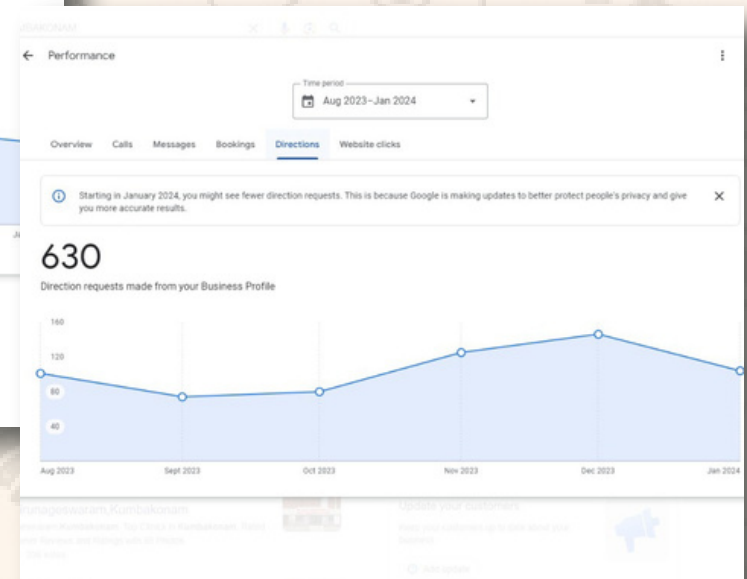 Performance
Time period
Aug 2023–Jan 2024
Overview Calls Messages Bookings Directions Website clicks
Starting in January 2024, you might see fewer direction requests. This is because Google is making updates to better protect people's privacy and give
you more accurate results.
630
Direction requests made from your Business Profile
160
120
80
40
Aug 2023 Sept 2023 Oct 2023 Nov 2023 Dec 2023 Jan 2024
Update your customers